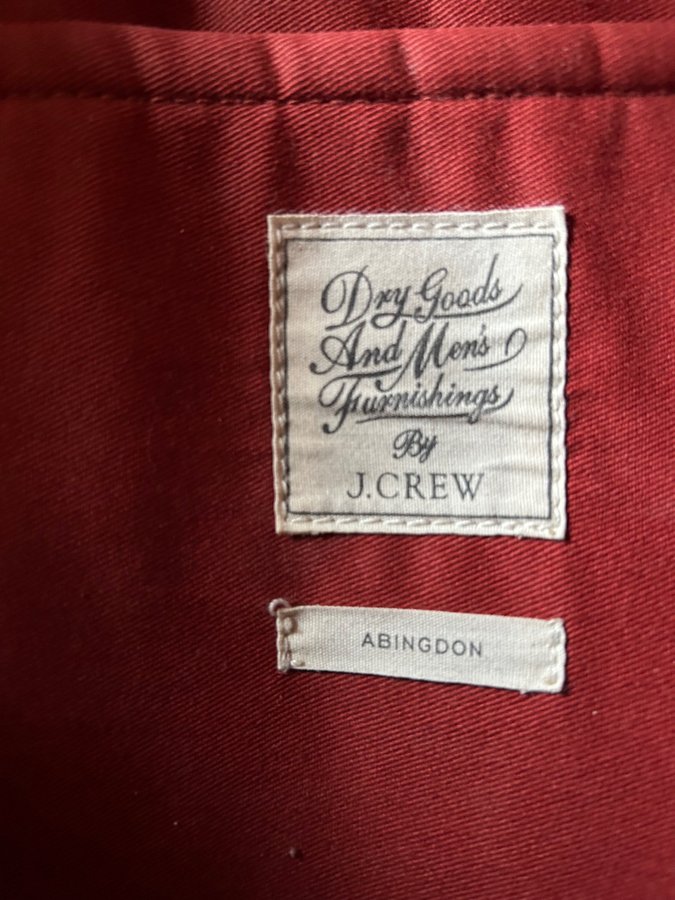 Dry Goods
And Men's
Furnishings
By
J.CREW
ABINGDON